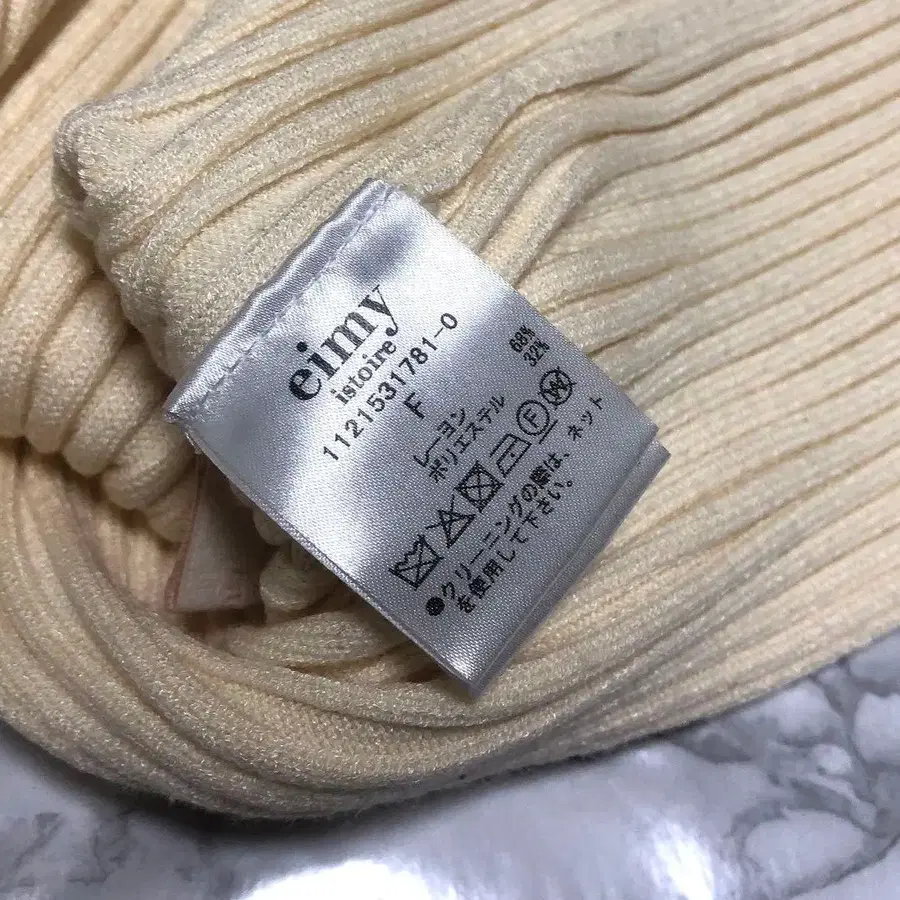 eimy
istoire
1121531781-0
F
レーヨン 68%
ポリエステル 32%
●クリーニングの際は、ネット
を使用して下さい。